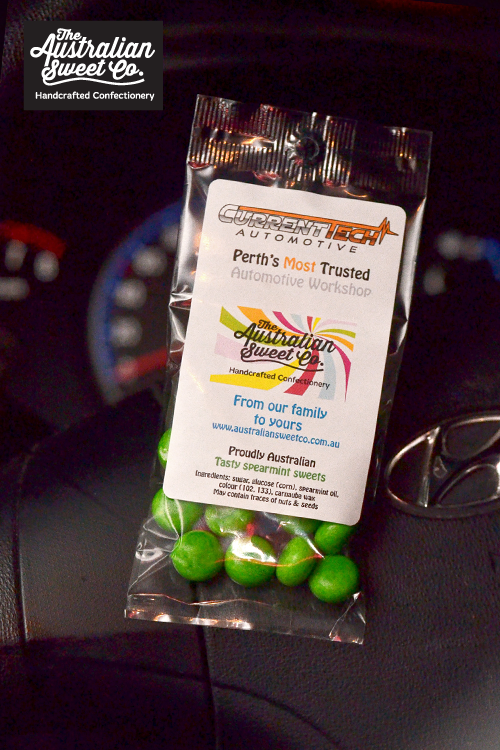 The
Australian
Sweet Co.
Handcrafted Confectionery
CURRENT TECH
AUTOMOTIVE
Perth's Most Trusted
Automotive Workshop
The
Australian
Sweet Co.
Handcrafted Confectionery
From our family
to yours
www.australiansweetco.com.au
Proudly Australian
Tasty spearmint sweets
Ingredients: sugar, glucose (corn), spearmint oil,
colour (102, 133), carnaube wax
May contain traces of nuts & seeds